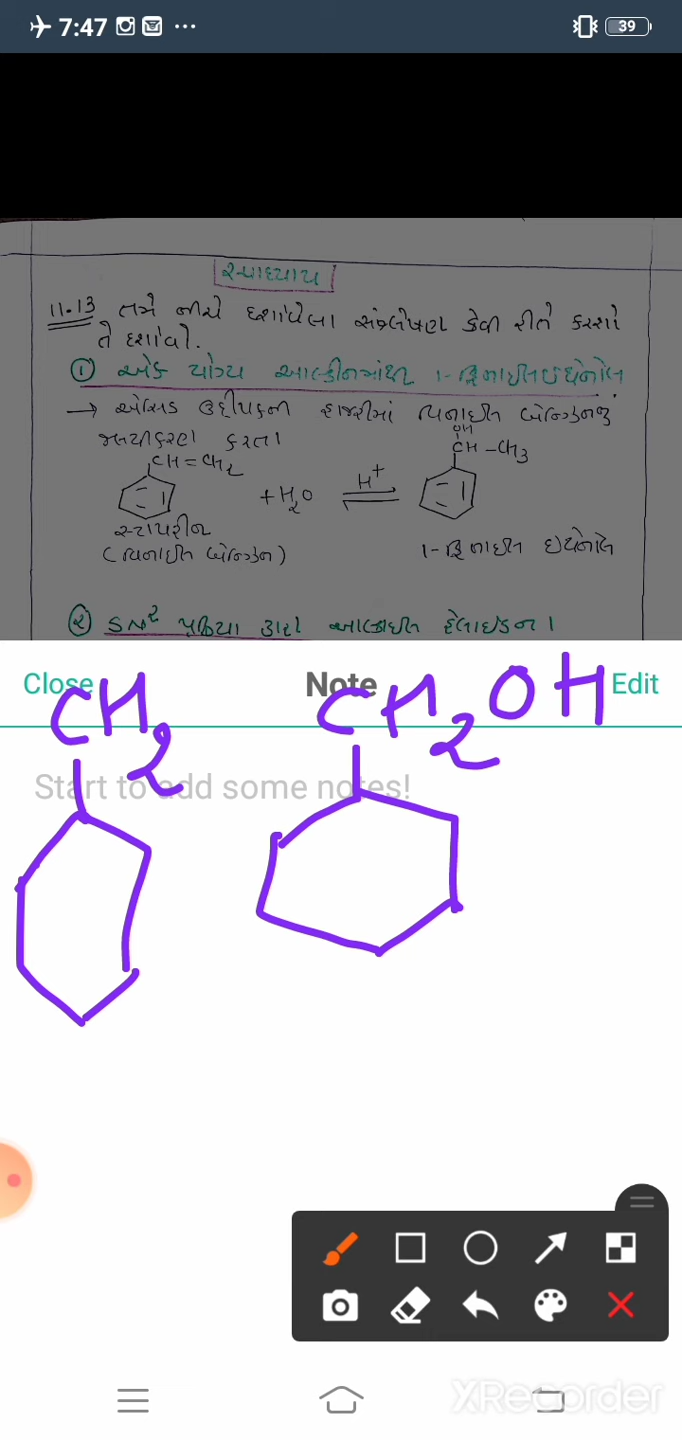 7:47 ...
39
સ્વાધ્યાય
11.13 તમે નીચે દર્શાવેલા સંશ્લેષણ કેવી રીતે કરશો
તે દર્શાવો.
① એક યોગ્ય આલ્કીનમાંથી 1-ફિનાઈલઈથેનોલ
→ એસિડ ઉદ્દીપકની હાજરીમાં વિનાઈલ બેન્ઝિનનું
જલીયકરણ કરતા
OH
CH=CH2 CH-CH3
+H2O H+
સ્ટાયરીન
(વિનાઈલ બેન્ઝિન) 1-ફિનાઈલ ઈથેનોલ
② SN2 પ્રક્રિયા દ્વારા આલ્કાઈલ હેલાઈડના
Close Note Edit
CH2 CH2OH
Start to add some notes!
XRecorder